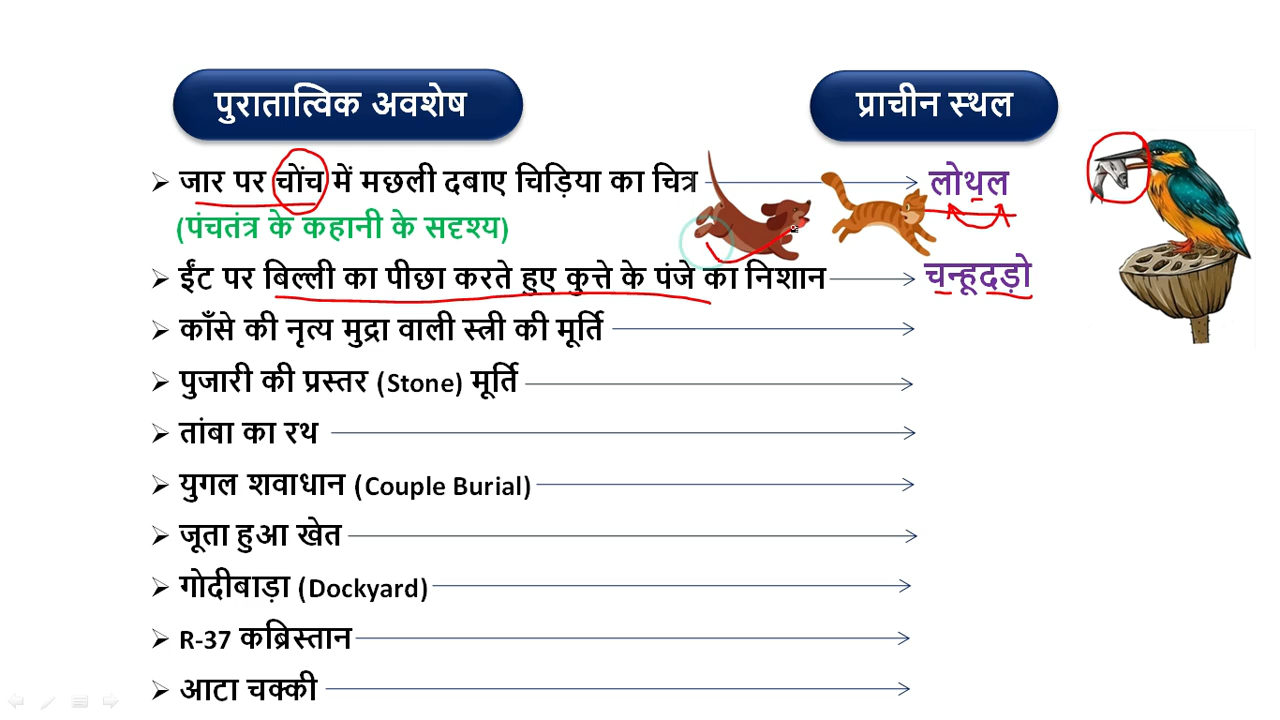 पुरातात्विक अवशेष प्राचीन स्थल
जार पर चोंच में मछली दबाए चिड़िया का चित्र लोथल
(पंचतंत्र के कहानी के सदृश्य)
ईंट पर बिल्ली का पीछा करते हुए कुत्ते के पंजे का निशान चन्हूदड़ो
काँसे की नृत्य मुद्रा वाली स्त्री की मूर्ति
पुजारी की प्रस्तर (Stone) मूर्ति
तांबा का रथ
युगल शवाधान (Couple Burial)
जूता हुआ खेत
गोदीबाड़ा (Dockyard)
R-37 कब्रिस्तान
आटा चक्की